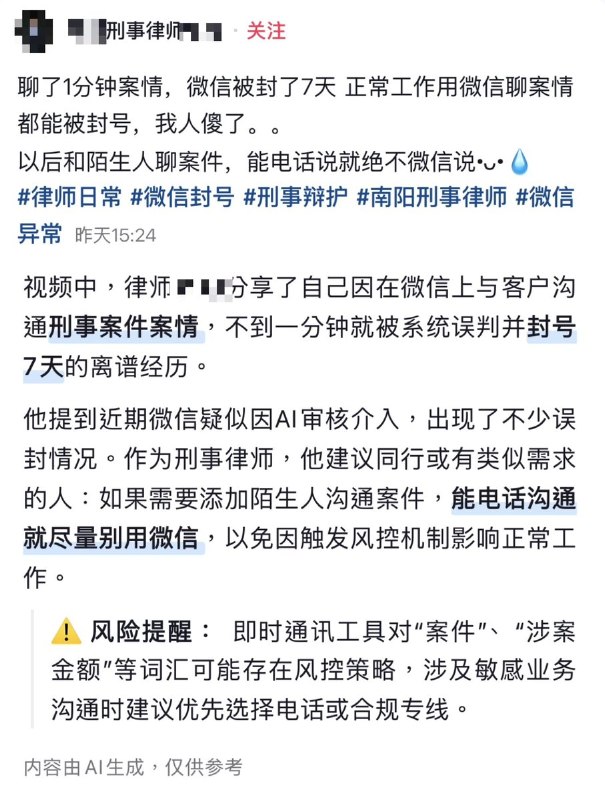 刑事律师 · 关注
聊了1分钟案情，微信被封了7天 正常工作用微信聊案情
都能被封号，我人傻了。。
以后和陌生人聊案件，能电话说就绝不微信说•ᴗ•💧
#律师日常 #微信封号 #刑事辩护 #南阳刑事律师 #微信
异常 昨天15:24
视频中，律师分享了自己因在微信上与客户沟
通刑事案件案情，不到一分钟就被系统误判并封号
7天的离谱经历。
他提到近期微信疑似因AI审核介入，出现了不少误
封情况。作为刑事律师，他建议同行或有类似需求
的人：如果需要添加陌生人沟通案件，能电话沟通
就尽量别用微信，以免因触发风控机制影响正常工
作。
⚠️ 风险提醒： 即时通讯工具对“案件”、“涉案
金额”等词汇可能存在风控策略，涉及敏感业务
沟通时建议优先选择电话或合规专线。
内容由AI生成，仅供参考